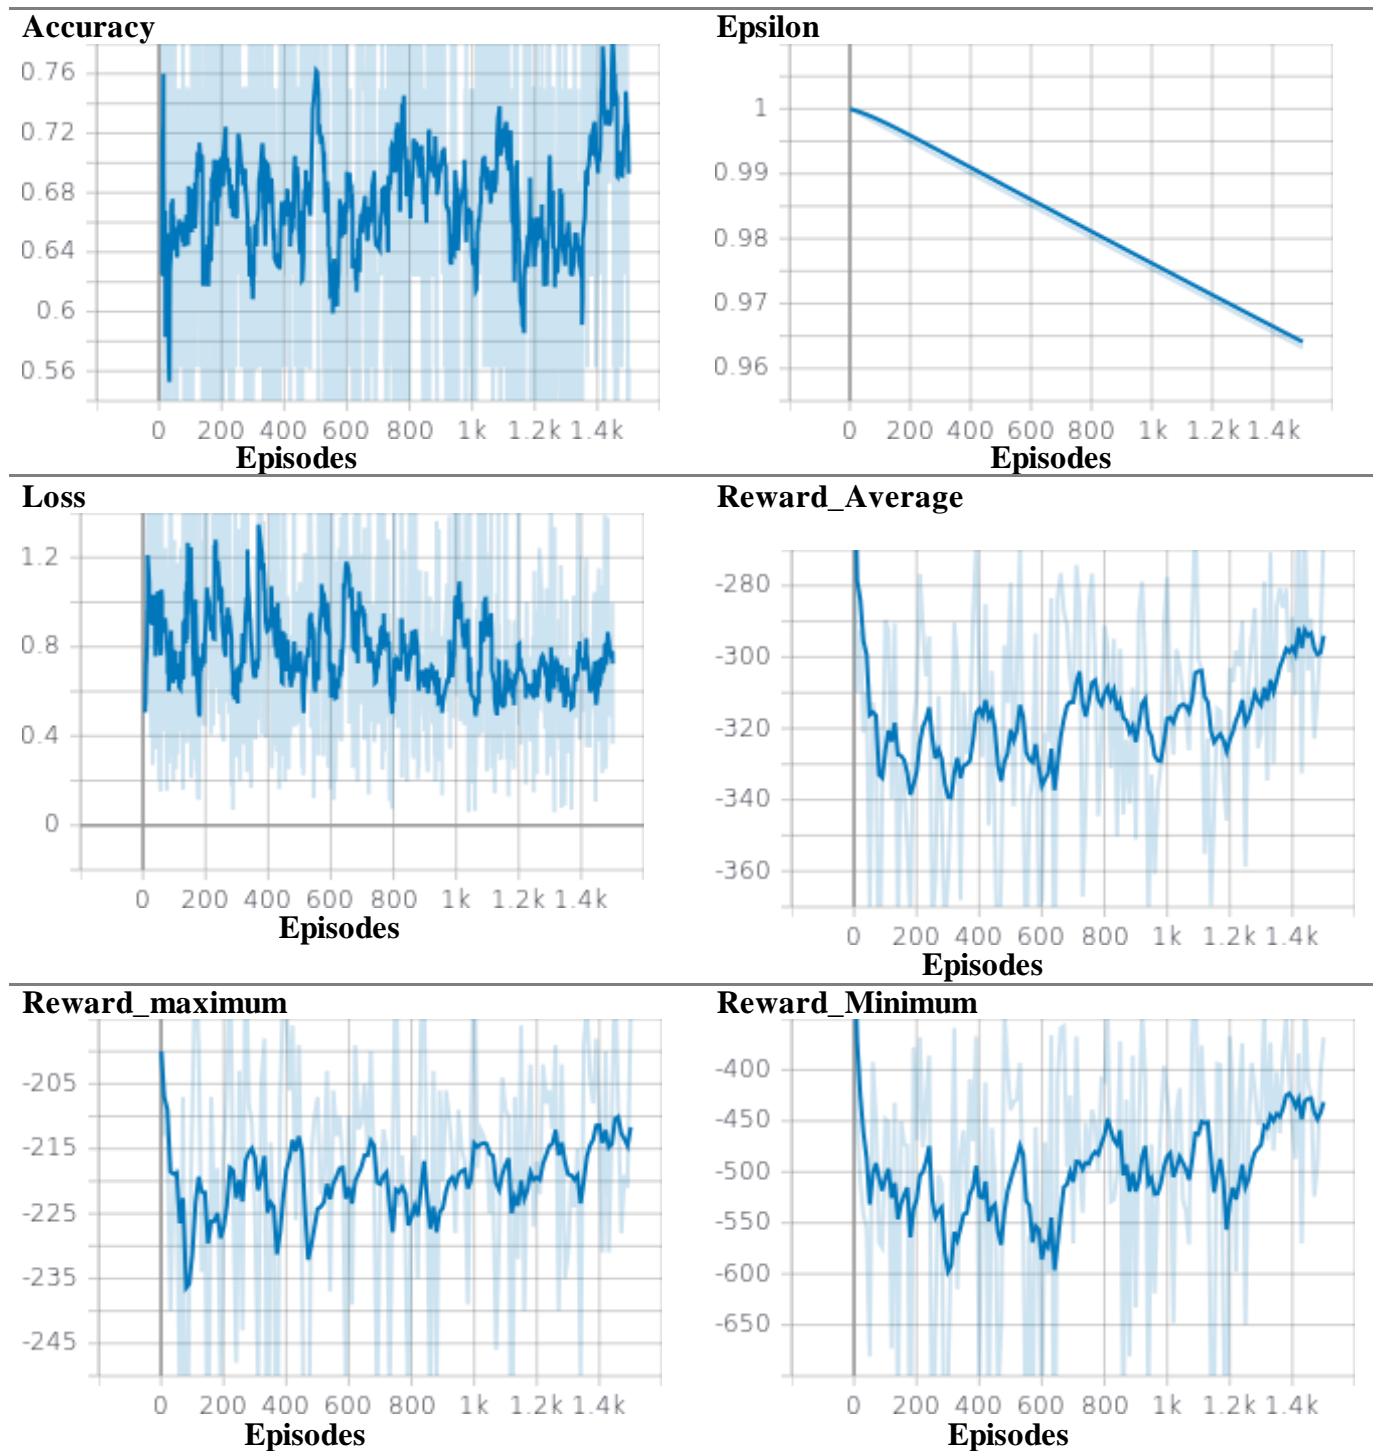 Accuracy
0.76
0.72
0.68
0.64
0.6
0.56
0 200 400 600 800 1k 1.2k 1.4k
Episodes
Epsilon
1
0.99
0.98
0.97
0.96
0 200 400 600 800 1k 1.2k 1.4k
Episodes
Loss
1.2
0.8
0.4
0
0 200 400 600 800 1k 1.2k 1.4k
Episodes
Reward_Average
-280
-300
-320
-340
-360
0 200 400 600 800 1k 1.2k 1.4k
Episodes
Reward_maximum
-205
-215
-225
-235
-245
0 200 400 600 800 1k 1.2k 1.4k
Episodes
Reward_Minimum
-400
-450
-500
-550
-600
-650
0 200 400 600 800 1k 1.2k 1.4k
Episodes